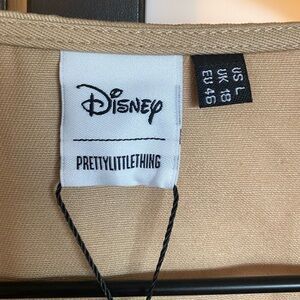 Disney
PRETTYLITTLETHING
US L
UK 18
EU 46